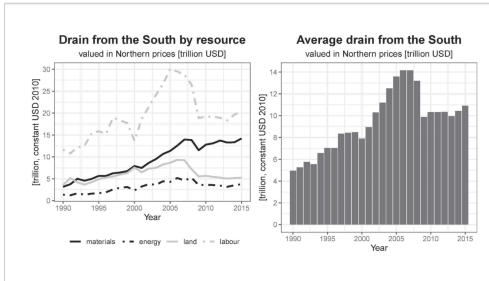 Drain from the South by resource
valued in Northern prices [trillion USD]
[trillion, constant USD 2010]
30
25
20
15
10
5
0
1990 1995 2000 2005 2010 2015
Year
materials energy land labour
Average drain from the South
valued in Northern prices [trillion USD]
[trillion, constant USD 2010]
14
12
10
8
6
4
2
0
1990 1995 2000 2005 2010 2015
Year